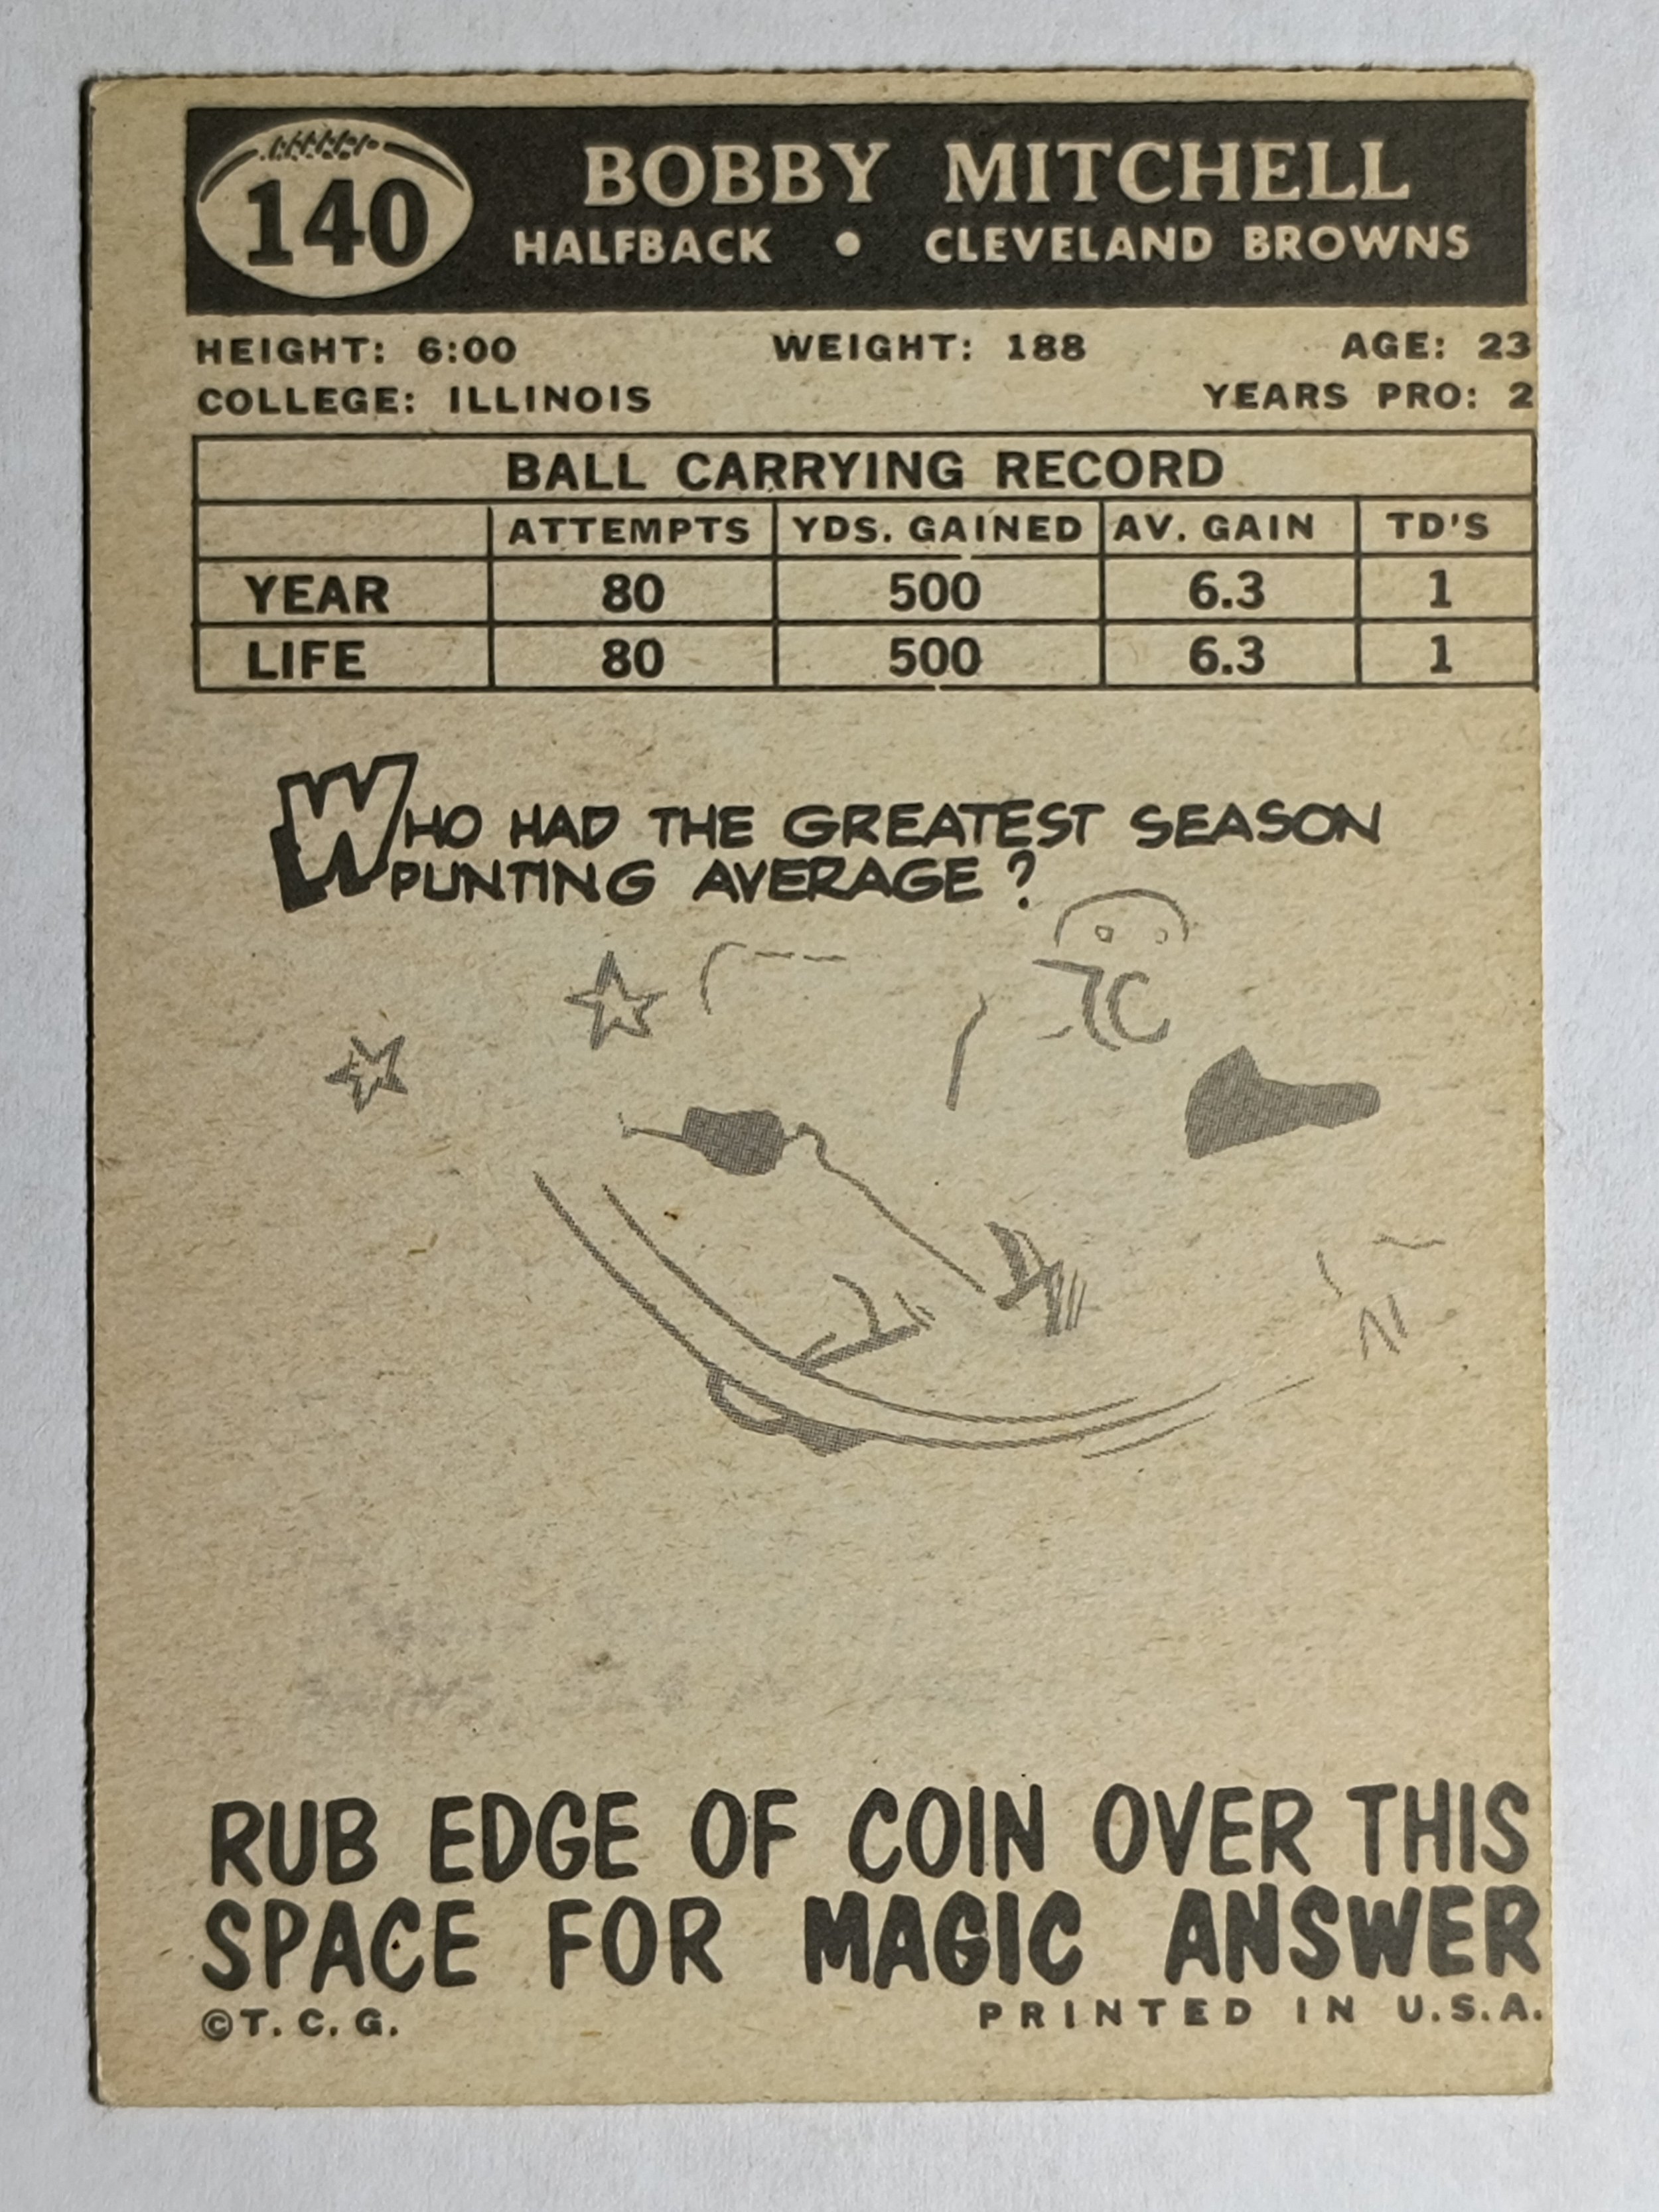 140
BOBBY MITCHELL
HALFBACK • CLEVELAND BROWNS
HEIGHT: 6:00 WEIGHT: 188 AGE: 23
COLLEGE: ILLINOIS YEARS PRO: 2
BALL CARRYING RECORD
ATTEMPTS YDS. GAINED AV. GAIN TD'S
YEAR 80 500 6.3 1
LIFE 80 500 6.3 1
WHO HAD THE GREATEST SEASON
PUNTING AVERAGE?
RUB EDGE OF COIN OVER THIS
SPACE FOR MAGIC ANSWER
©T.C.G. PRINTED IN U.S.A.